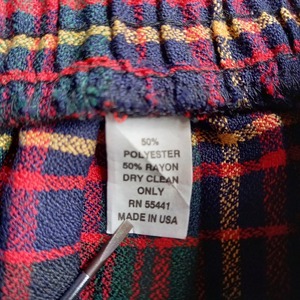 50%
POLYESTER
50% RAYON
DRY CLEAN
ONLY
RN 55441
MADE IN USA